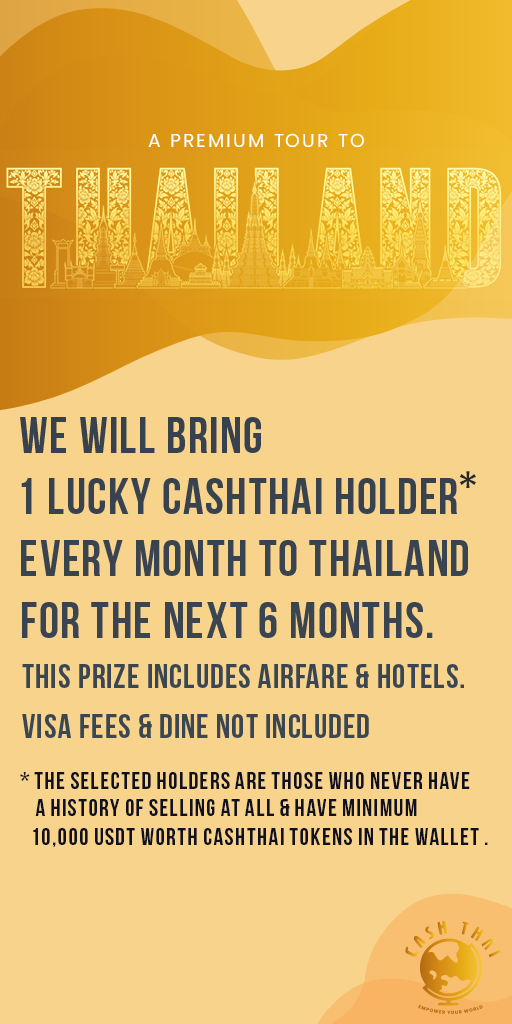 A PREMIUM TOUR TO
THAILAND
WE WILL BRING
1 LUCKY CASHTHAI HOLDER*
EVERY MONTH TO THAILAND
FOR THE NEXT 6 MONTHS.
THIS PRIZE INCLUDES AIRFARE & HOTELS.
VISA FEES & DINE NOT INCLUDED
* THE SELECTED HOLDERS ARE THOSE WHO NEVER HAVE
A HISTORY OF SELLING AT ALL & HAVE MINIMUM
10,000 USDT WORTH CASHTHAI TOKENS IN THE WALLET .
CASH THAI
EMPOWER YOUR WORLD